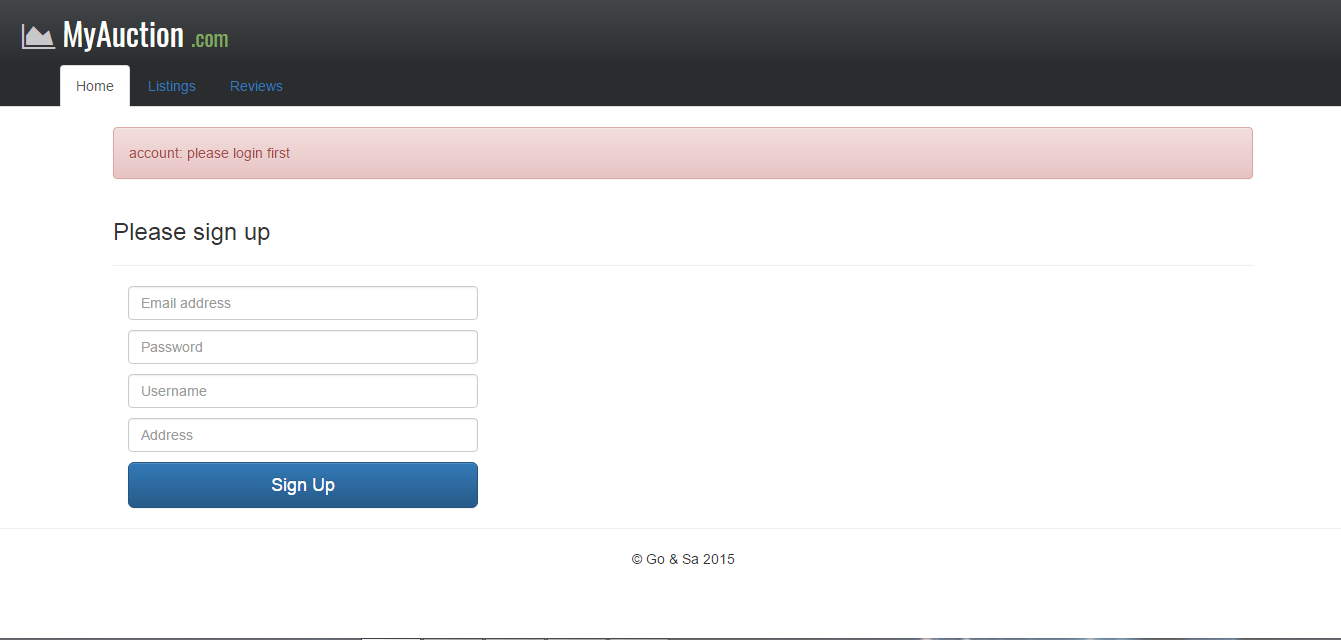 MyAuction .com
Home Listings Reviews
account: please login first
Please sign up
Email address
Password
Username
Address
Sign Up
© Go & Sa 2015